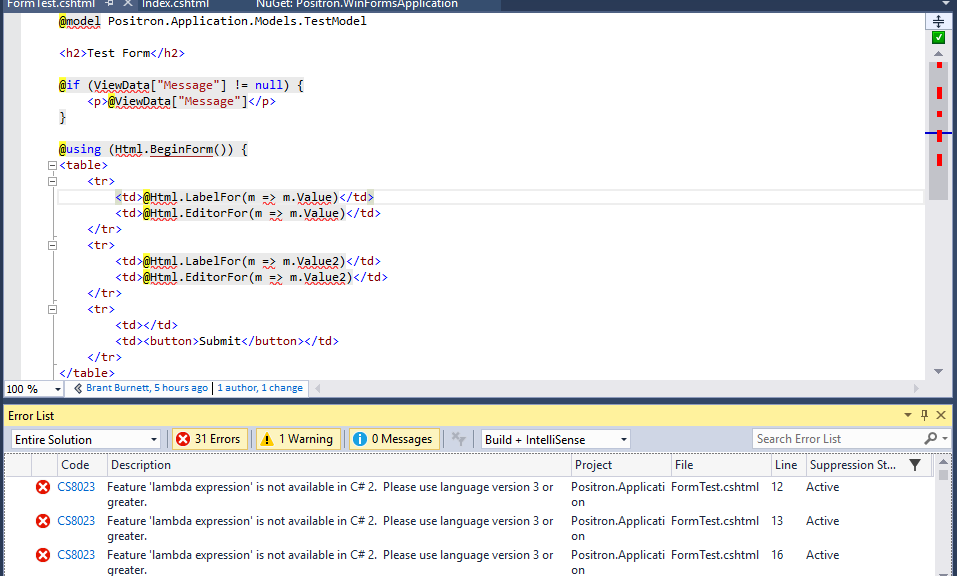 FormTest.cshtml Index.cshtml NuGet: Positron.WinFormsApplication
@model Positron.Application.Models.TestModel
<h2>Test Form</h2>
@if (ViewData["Message"] != null) {
<p>@ViewData["Message"]</p>
}
@using (Html.BeginForm()) {
<table>
<tr>
<td>@Html.LabelFor(m => m.Value)</td>
<td>@Html.EditorFor(m => m.Value)</td>
</tr>
<tr>
<td>@Html.LabelFor(m => m.Value2)</td>
<td>@Html.EditorFor(m => m.Value2)</td>
</tr>
<tr>
<td></td>
<td><button>Submit</button></td>
</tr>
</table>
100 % Brant Burnett, 5 hours ago | 1 author, 1 change
Error List
Entire Solution 31 Errors 1 Warning 0 Messages Build + IntelliSense Search Error List
Code Description Project File Line Suppression St...
CS8023 Feature 'lambda expression' is not available in C# 2. Please use language version 3 or Positron.Applicati FormTest.cshtml 12 Active
greater. on
CS8023 Feature 'lambda expression' is not available in C# 2. Please use language version 3 or Positron.Applicati FormTest.cshtml 13 Active
greater. on
CS8023 Feature 'lambda expression' is not available in C# 2. Please use language version 3 or Positron.Applicati FormTest.cshtml 16 Active
greater. on